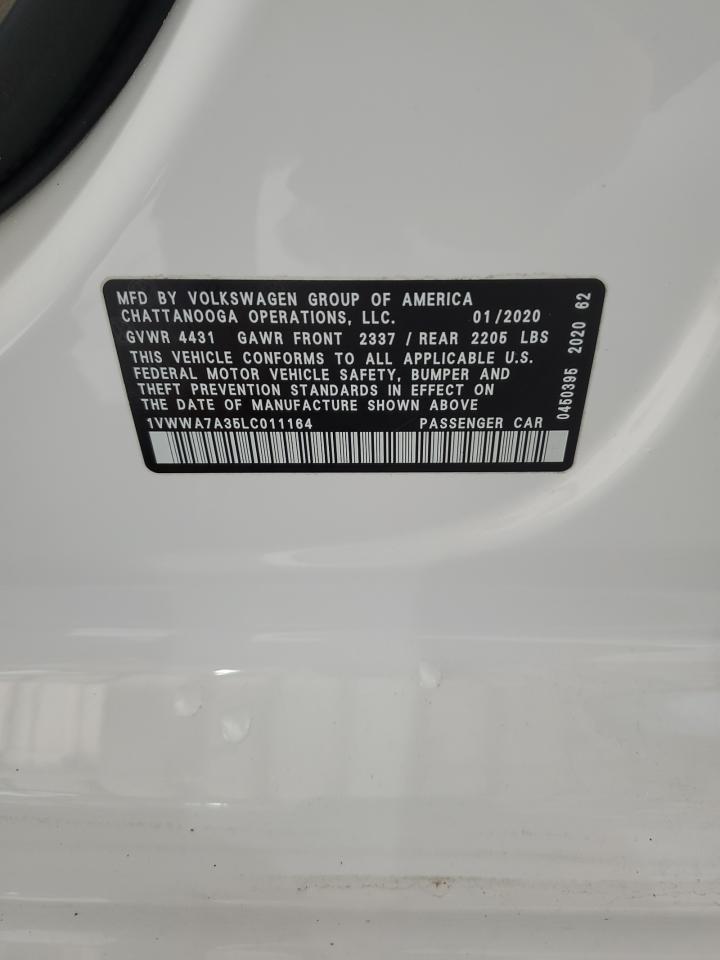 MFD BY VOLKSWAGEN GROUP OF AMERICA
CHATTANOOGA OPERATIONS, LLC. 01/2020
GVWR 4431 GAWR FRONT 2337 / REAR 2205 LBS
THIS VEHICLE CONFORMS TO ALL APPLICABLE U.S.
FEDERAL MOTOR VEHICLE SAFETY, BUMPER AND
THEFT PREVENTION STANDARDS IN EFFECT ON
THE DATE OF MANUFACTURE SHOWN ABOVE
1VWWA7A35LC011164 PASSENGER CAR
0450395 2020 62